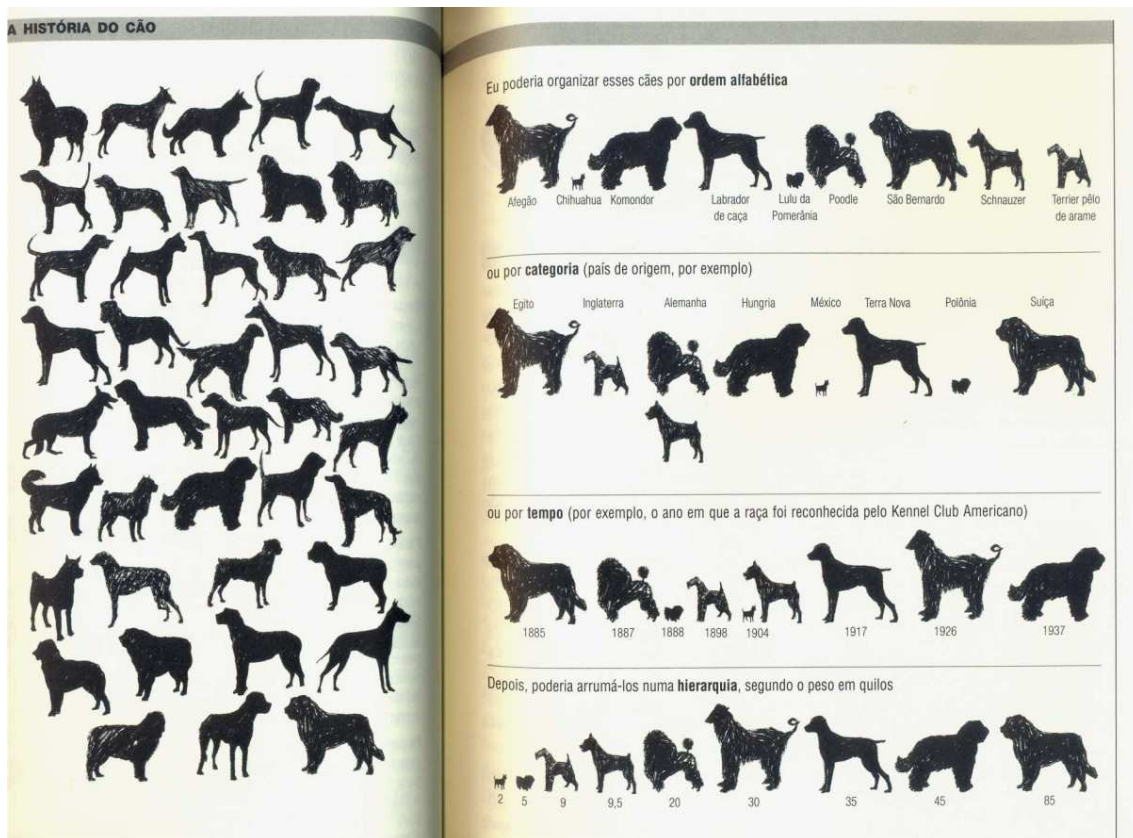 A HISTÓRIA DO CÃO
Eu poderia organizar esses cães por ordem alfabética
Afegão Chihuahua Komondor Labrador de caça Lulu da Pomerânia Poodle São Bernardo Schnauzer Terrier pêlo de arame
ou por categoria (país de origem, por exemplo)
Egito Inglaterra Alemanha Hungria México Terra Nova Polônia Suíça
ou por tempo (por exemplo, o ano em que a raça foi reconhecida pelo Kennel Club Americano)
1885 1887 1888 1898 1904 1917 1926 1937
Depois, poderia arrumá-los numa hierarquia, segundo o peso em quilos
2 5 9 9,5 20 30 35 45 85